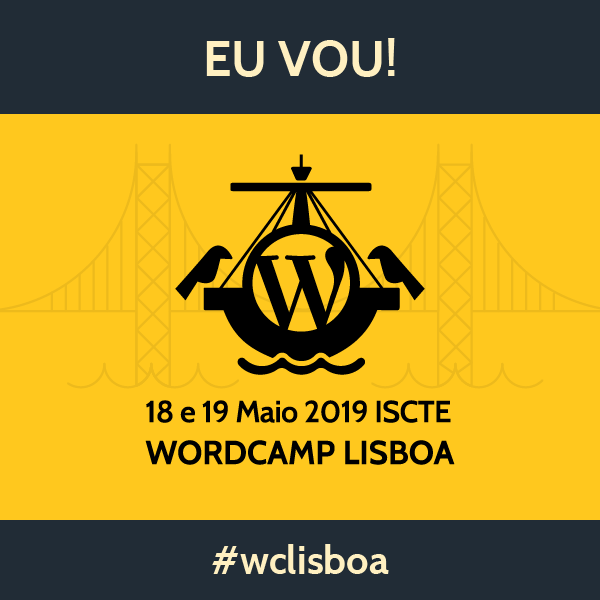 EU VOU!
W
18 e 19 Maio 2019 ISCTE
WORDCAMP LISBOA
#wclisboa